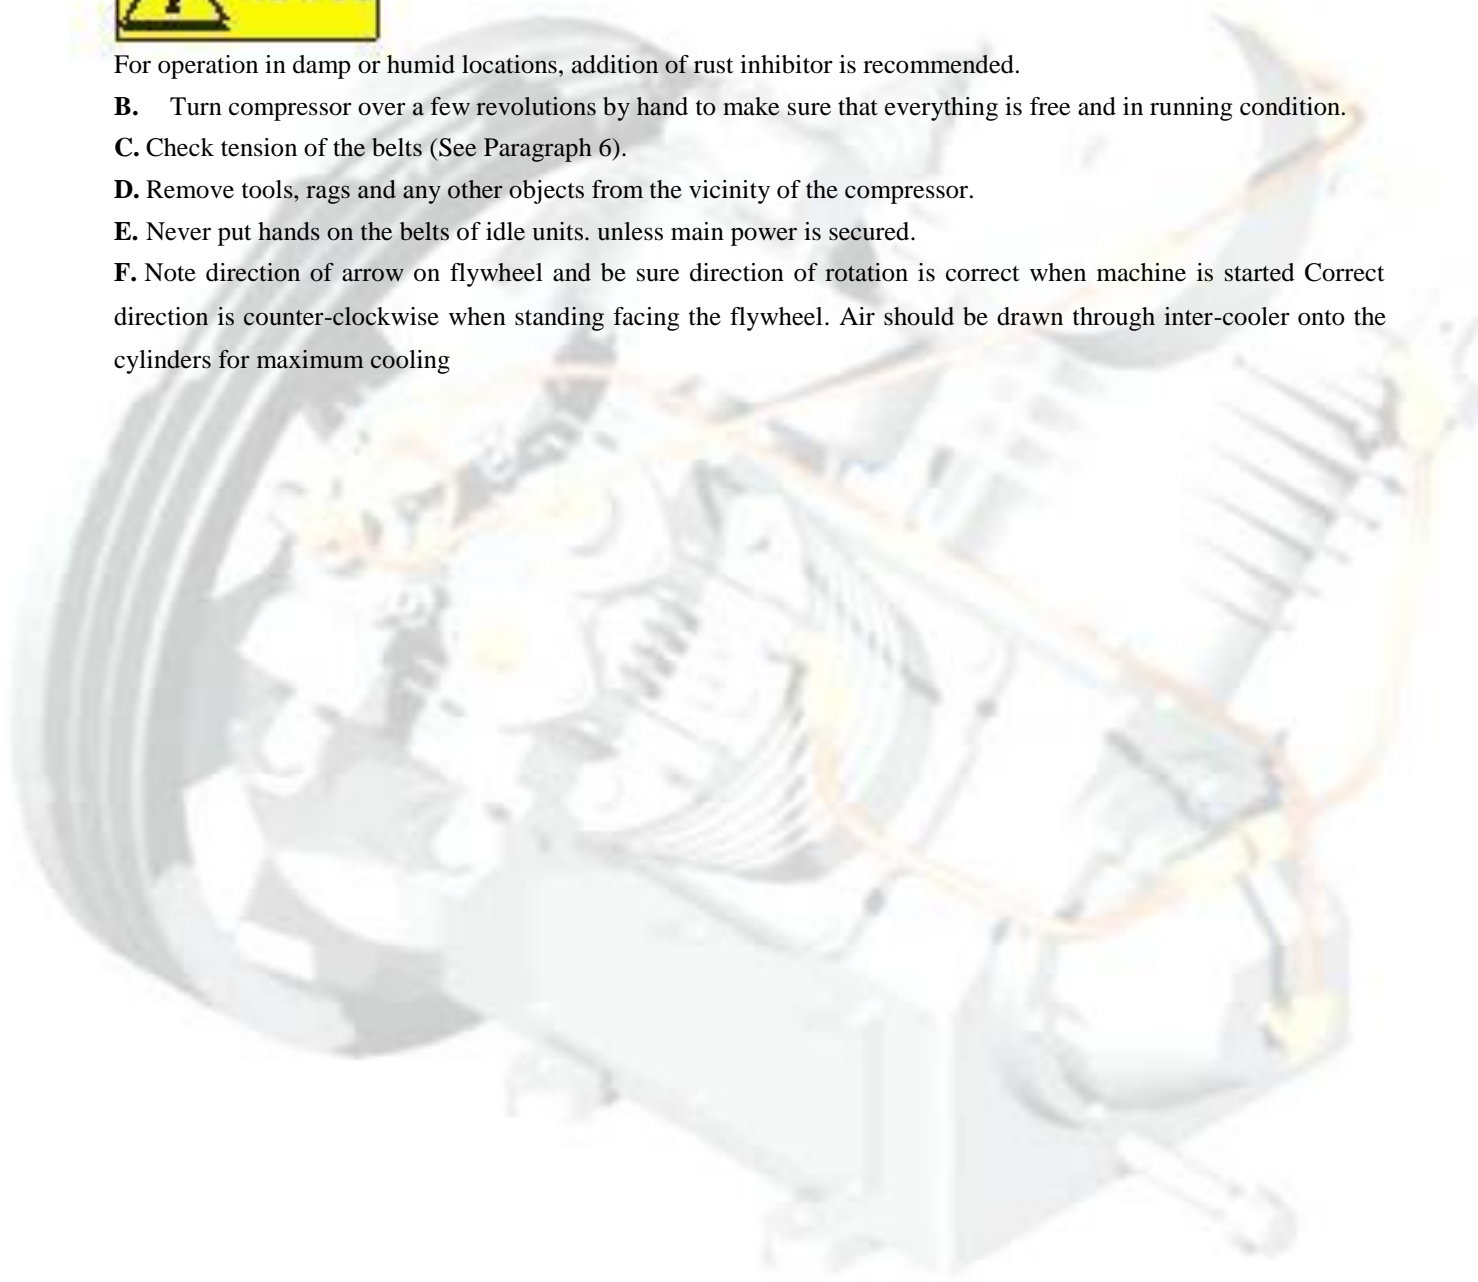 For operation in damp or humid locations, addition of rust inhibitor is recommended.
B. Turn compressor over a few revolutions by hand to make sure that everything is free and in running condition.
C. Check tension of the belts (See Paragraph 6).
D. Remove tools, rags and any other objects from the vicinity of the compressor.
E. Never put hands on the belts of idle units. unless main power is secured.
F. Note direction of arrow on flywheel and be sure direction of rotation is correct when machine is started Correct
direction is counter-clockwise when standing facing the flywheel. Air should be drawn through inter-cooler onto the
cylinders for maximum cooling